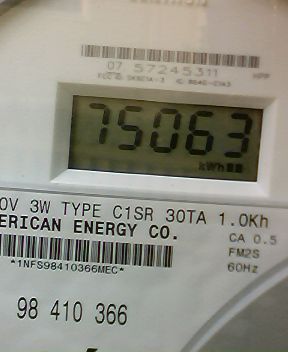 07 57245311
HPP
75063
kWh
0V 3W TYPE C1SR 30TA 1.0Kh
ERICAN ENERGY CO.
CA 0.5
FM2S
60Hz
*1NFS98410366MEC*
98 410 366